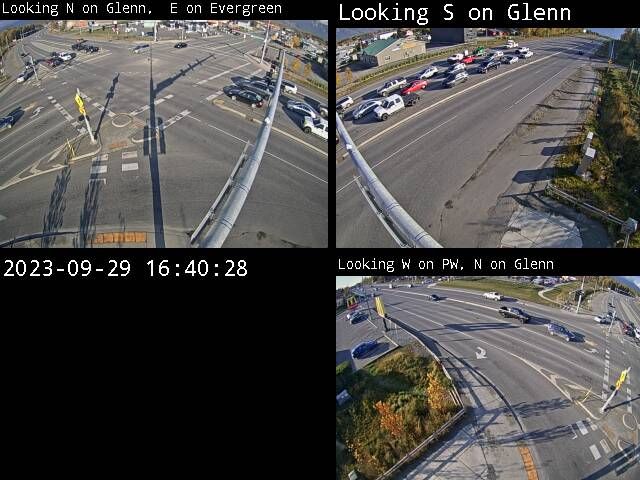 Looking N on Glenn, E on Evergreen
Looking S on Glenn
2023-09-29 16:40:28
Looking W on PW, N on Glenn